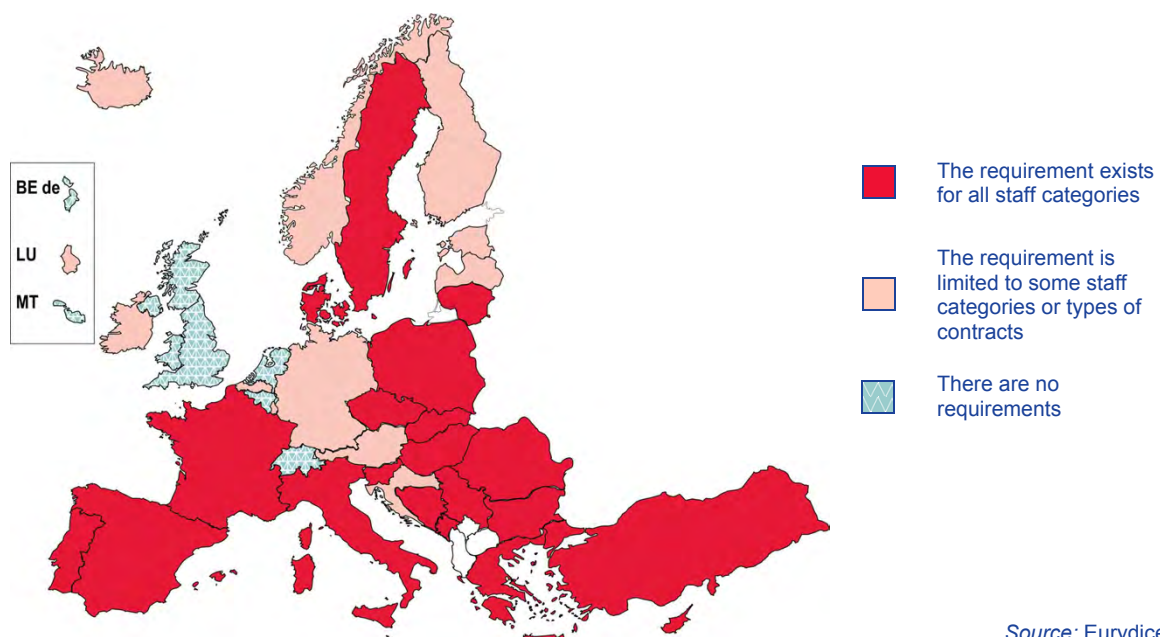 BE de
LU
MT
The requirement exists
for all staff categories
The requirement is
limited to some staff
categories or types of
contracts
There are no
requirements
Source: Eurydice